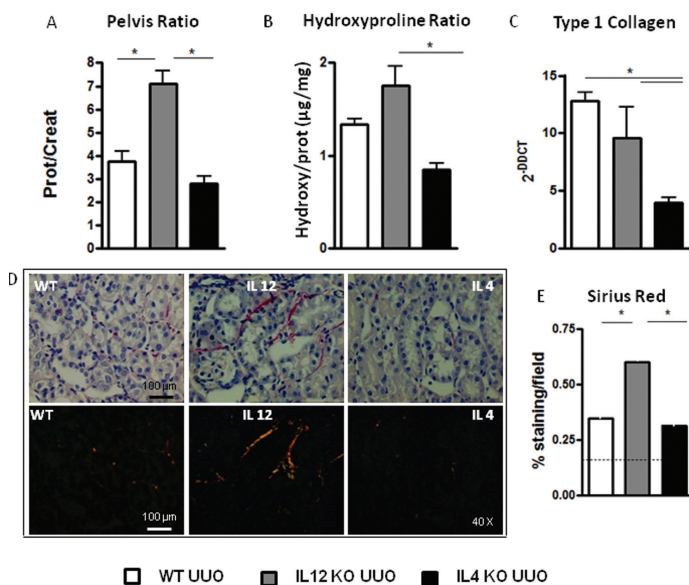 A Pelvis Ratio
B Hydroxyproline Ratio
C Type 1 Collagen
* *
*
*
Prot/Creat
8
7
6
5
4
3
2
1
0
Hydroxy/prot (µg/mg)
2
1
0
2-DDCT
15
10
5
0
D
WT
IL 12
IL 4
100 µm
WT
IL 12
IL 4
100 µm
40 X
E Sirius Red
* *
% staining/field
0.75
0.50
0.25
0.00
WT UUO IL12 KO UUO IL4 KO UUO